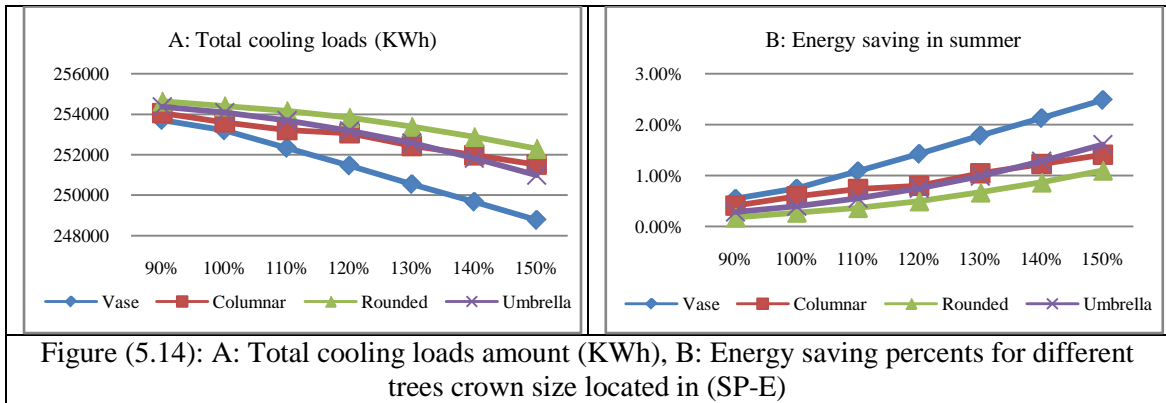 A: Total cooling loads (KWh)
256000
254000
252000
250000
248000
90% 100% 110% 120% 130% 140% 150%
Vase Columnar Rounded Umbrella
B: Energy saving in summer
3.00%
2.00%
1.00%
0.00%
90% 100% 110% 120% 130% 140% 150%
Vase Columnar Rounded Umbrella
Figure (5.14): A: Total cooling loads amount (KWh), B: Energy saving percents for different
trees crown size located in (SP-E)